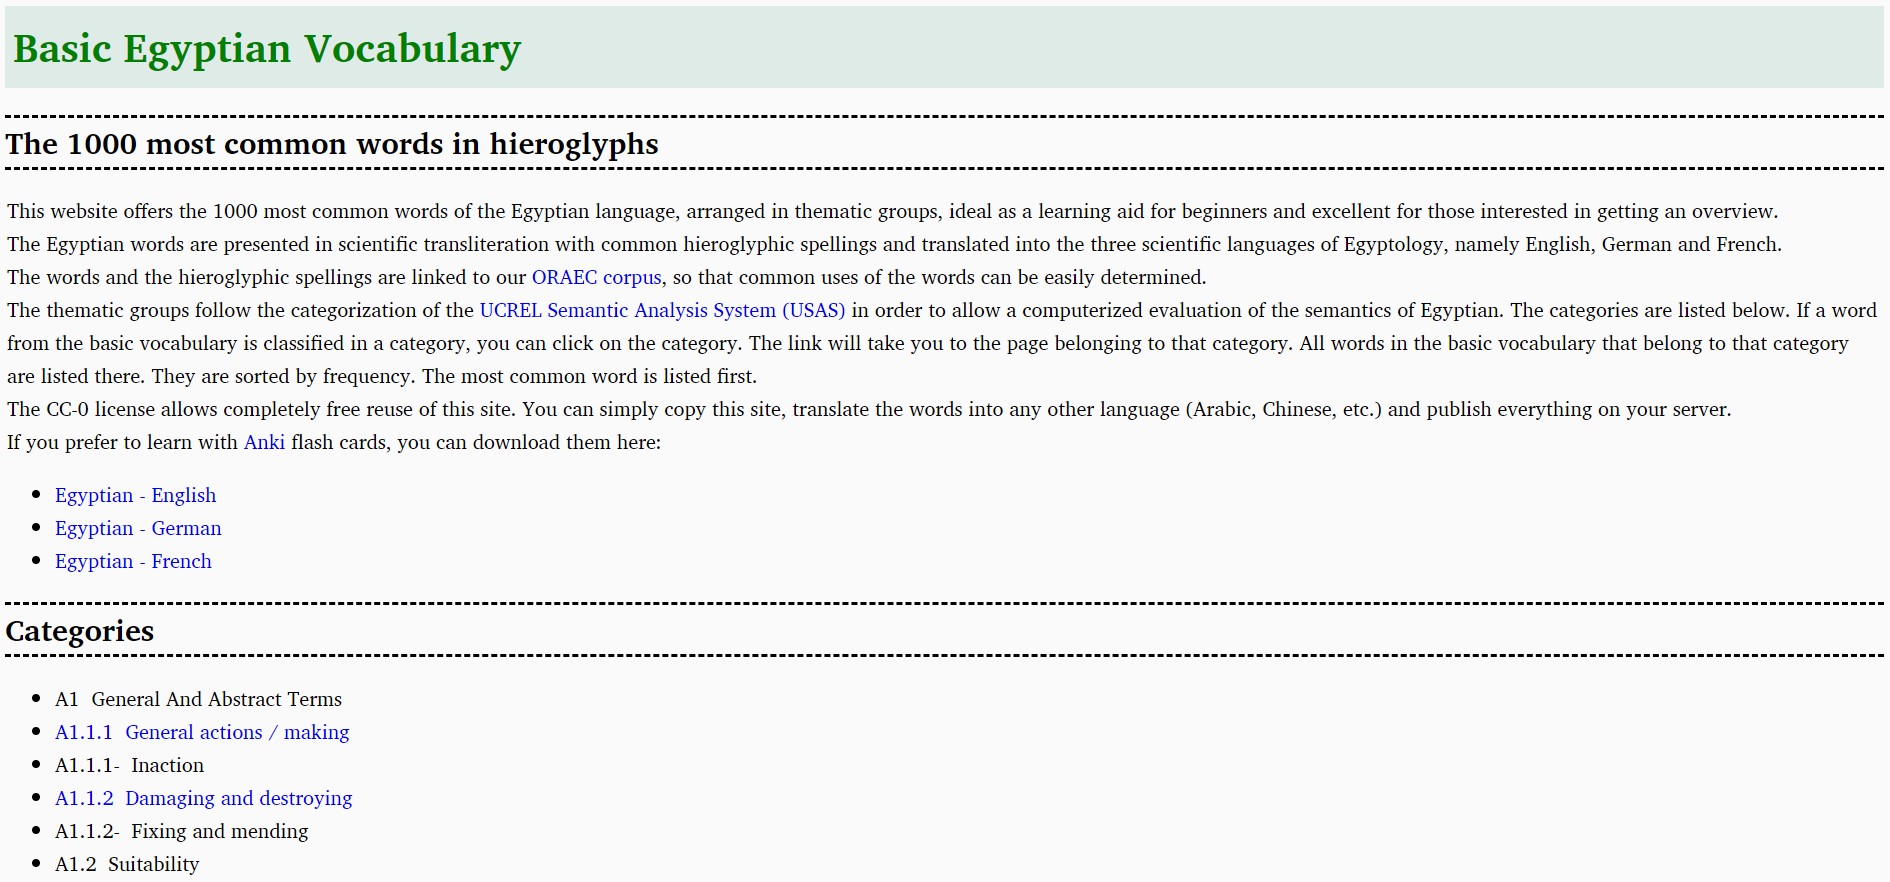 Basic Egyptian Vocabulary
The 1000 most common words in hieroglyphs
This website offers the 1000 most common words of the Egyptian language, arranged in thematic groups, ideal as a learning aid for beginners and excellent for those interested in getting an overview.
The Egyptian words are presented in scientific transliteration with common hieroglyphic spellings and translated into the three scientific languages of Egyptology, namely English, German and French.
The words and the hieroglyphic spellings are linked to our ORAEC corpus, so that common uses of the words can be easily determined.
The thematic groups follow the categorization of the UCREL Semantic Analysis System (USAS) in order to allow a computerized evaluation of the semantics of Egyptian. The categories are listed below. If a word
from the basic vocabulary is classified in a category, you can click on the category. The link will take you to the page belonging to that category. All words in the basic vocabulary that belong to that category
are listed there. They are sorted by frequency. The most common word is listed first.
The CC-0 license allows completely free reuse of this site. You can simply copy this site, translate the words into any other language (Arabic, Chinese, etc.) and publish everything on your server.
If you prefer to learn with Anki flash cards, you can download them here:
• Egyptian - English
• Egyptian - German
• Egyptian - French
Categories
• A1 General And Abstract Terms
• A1.1.1 General actions / making
• A1.1.1- Inaction
• A1.1.2 Damaging and destroying
• A1.1.2- Fixing and mending
• A1.2 Suitability